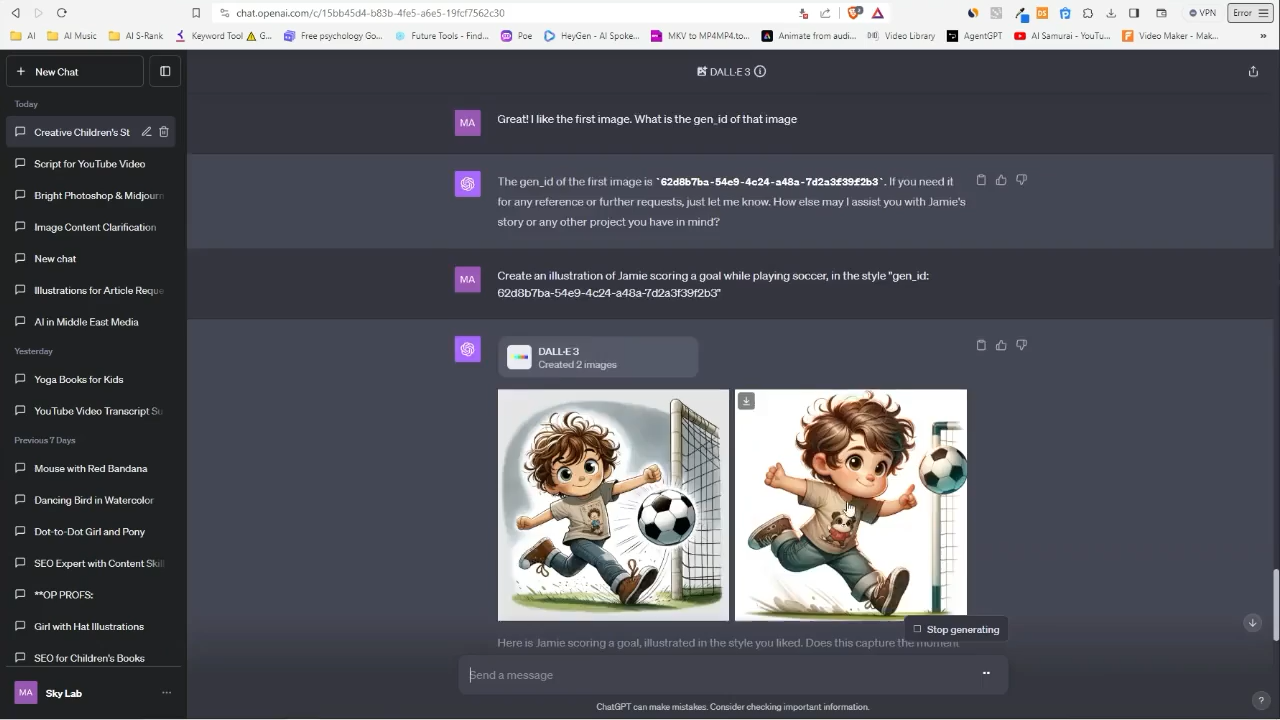 chat.openai.com/c/15bb45d4-b83b-4fe5-a6e5-19fcf7562c30
VPN
Error
AI
AI Music
AI S-Rank
Keyword Tool
G...
Free psychology Go...
Future Tools - Find...
Poe
HeyGen - AI Spoke...
MKV to MP4MP4.to...
Animate from audi...
Video Library
AgentGPT
AI Samurai - YouTu...
Video Maker - Mak...
»
New Chat
Today
Creative Children's St
Script for YouTube Video
Bright Photoshop & Midjourn
Image Content Clarification
New chat
Illustrations for Article Reque
AI in Middle East Media
Yesterday
Yoga Books for Kids
YouTube Video Transcript Su
Previous 7 Days
Mouse with Red Bandana
Dancing Bird in Watercolor
Dot-to-Dot Girl and Pony
SEO Expert with Content Skill
**OP PROFS:
Girl with Hat Illustrations
SEO for Children's Books
MA
Sky Lab
...
DALL·E 3
MA
Great! I like the first image. What is the gen_id of that image
The gen_id of the first image is `62d8b7ba-54e9-4c24-a48a-7d2a3f39f2b3`. If you need it
for any reference or further requests, just let me know. How else may I assist you with Jamie's
story or any other project you have in mind?
MA
Create an illustration of Jamie scoring a goal while playing soccer, in the style "gen_id:
62d8b7ba-54e9-4c24-a48a-7d2a3f39f2b3"
DALL·E 3
Created 2 images
Here is Jamie scoring a goal, illustrated in the style you liked. Does this capture the moment
Stop generating
Send a message
ChatGPT can make mistakes. Consider checking important information.
?